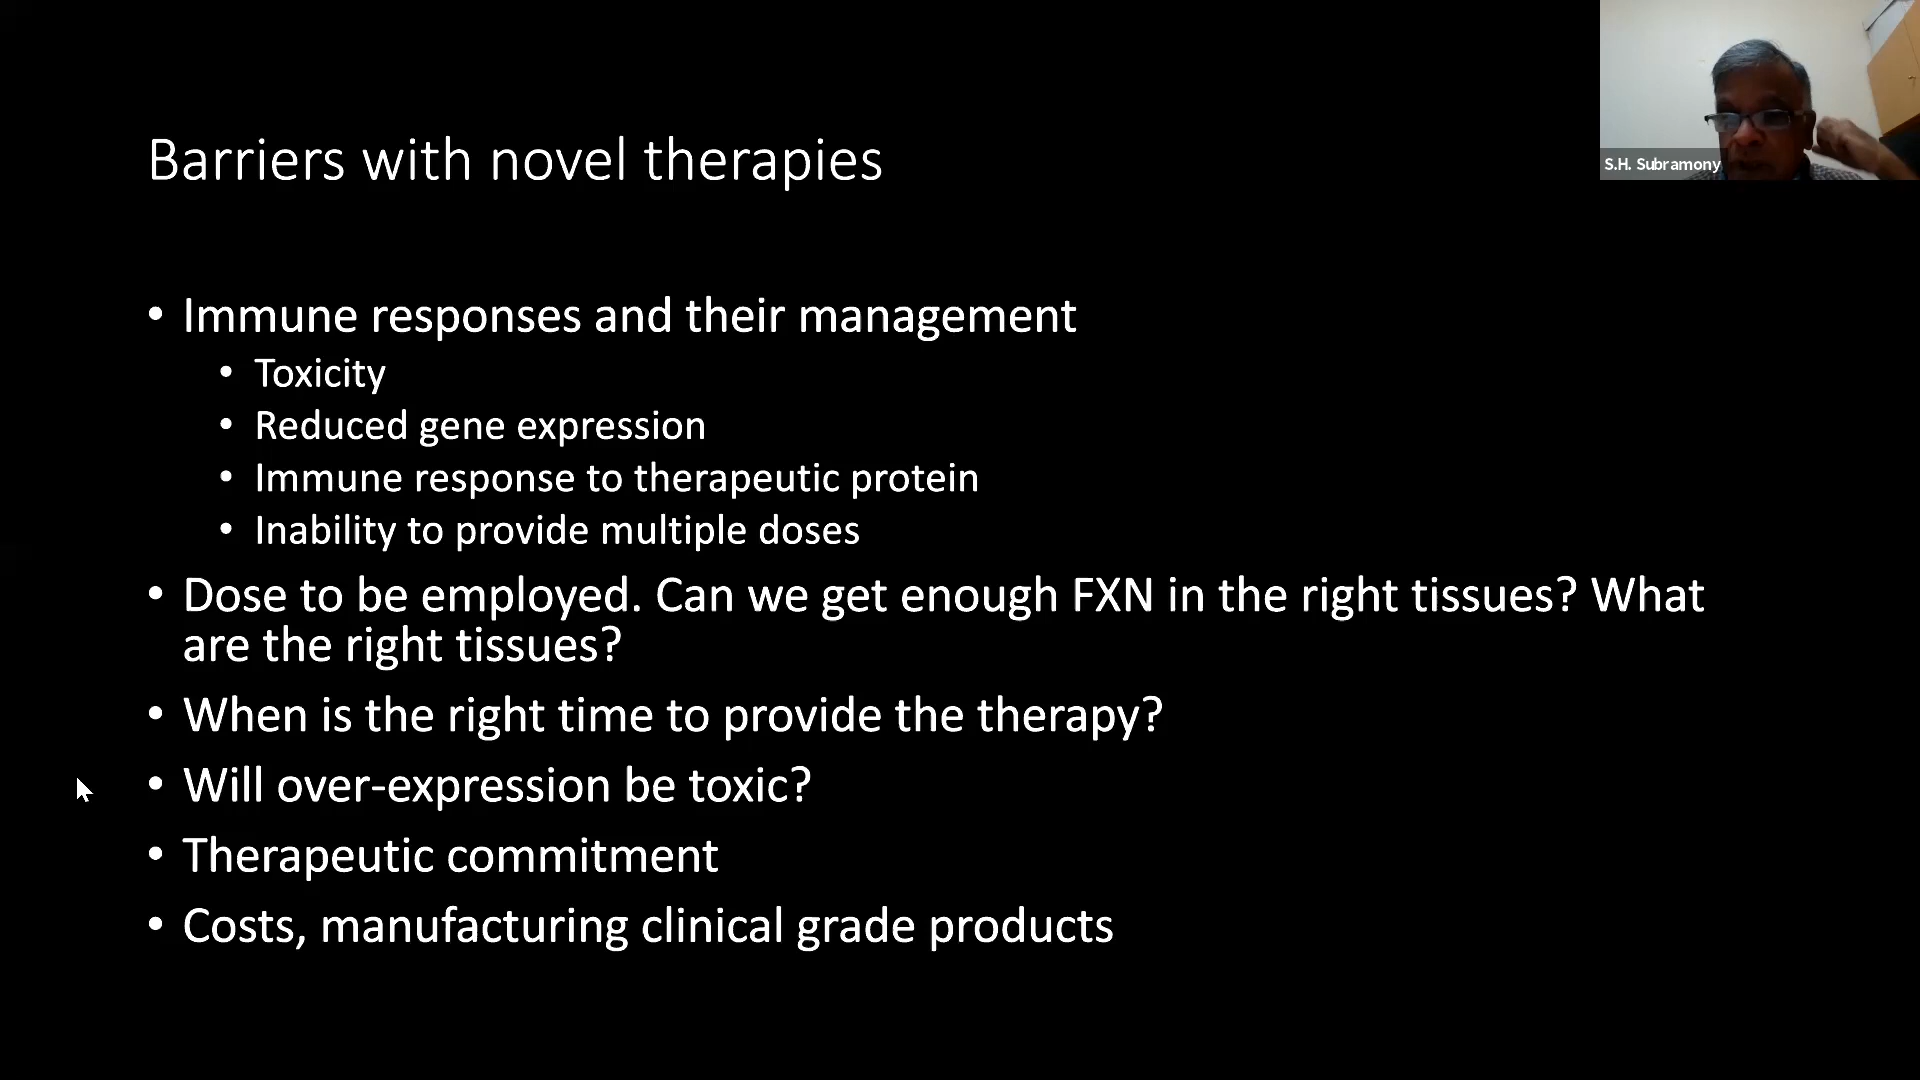 Barriers with novel therapies
S.H. Subramony
• Immune responses and their management
• Toxicity
• Reduced gene expression
• Immune response to therapeutic protein
• Inability to provide multiple doses
• Dose to be employed. Can we get enough FXN in the right tissues? What
are the right tissues?
• When is the right time to provide the therapy?
• Will over-expression be toxic?
• Therapeutic commitment
• Costs, manufacturing clinical grade products